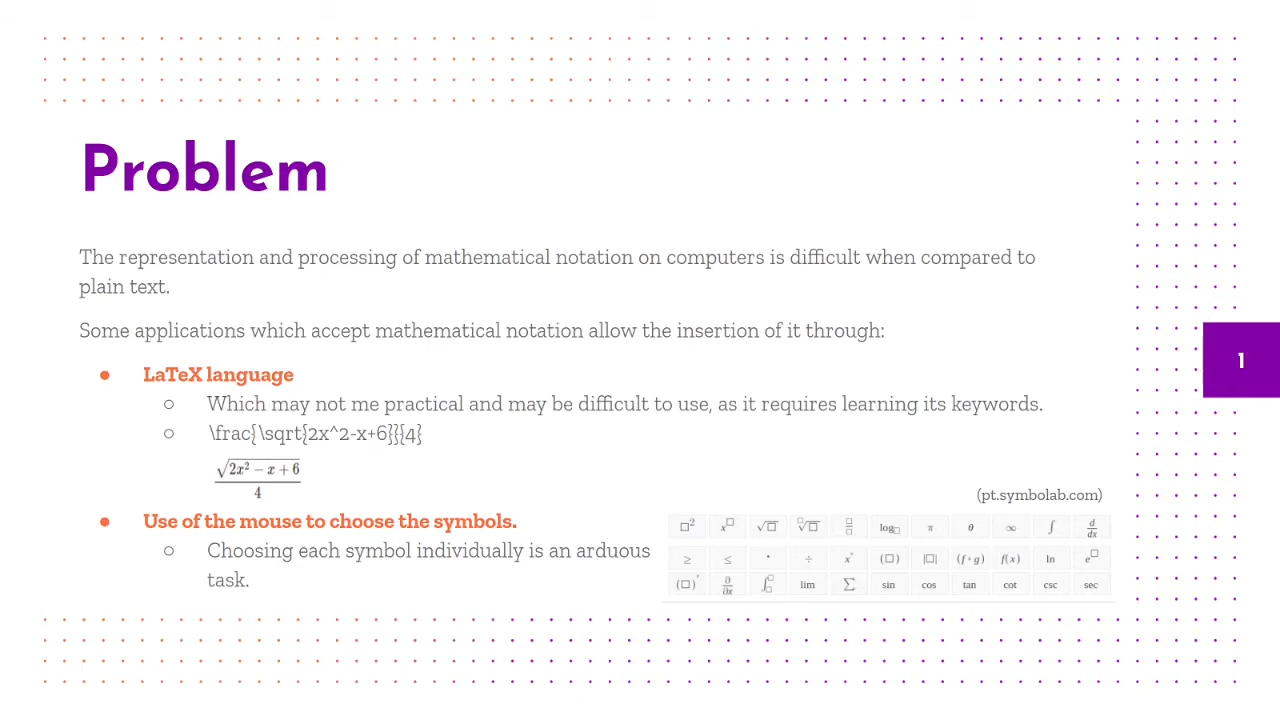 Problem
The representation and processing of mathematical notation on computers is difficult when compared to
plain text.
Some applications which accept mathematical notation allow the insertion of it through:
● LaTeX language
○ Which may not me practical and may be difficult to use, as it requires learning its keywords.
○ \frac{\sqrt{2x^2-x+6}}{4}
√2x² − x + 6
4
(pt.symbolab.com)
● Use of the mouse to choose the symbols.
○ Choosing each symbol individually is an arduous
task.
□² x^□ √□ □√□ □/□ log□ π θ ∞ ∫ d/dx
≥ ≤ · ÷ x° (□) |□| (f∘g) f(x) ln e^□
(□)′ ∂/∂x ∫□□ lim ∑ sin cos tan cot csc sec
1